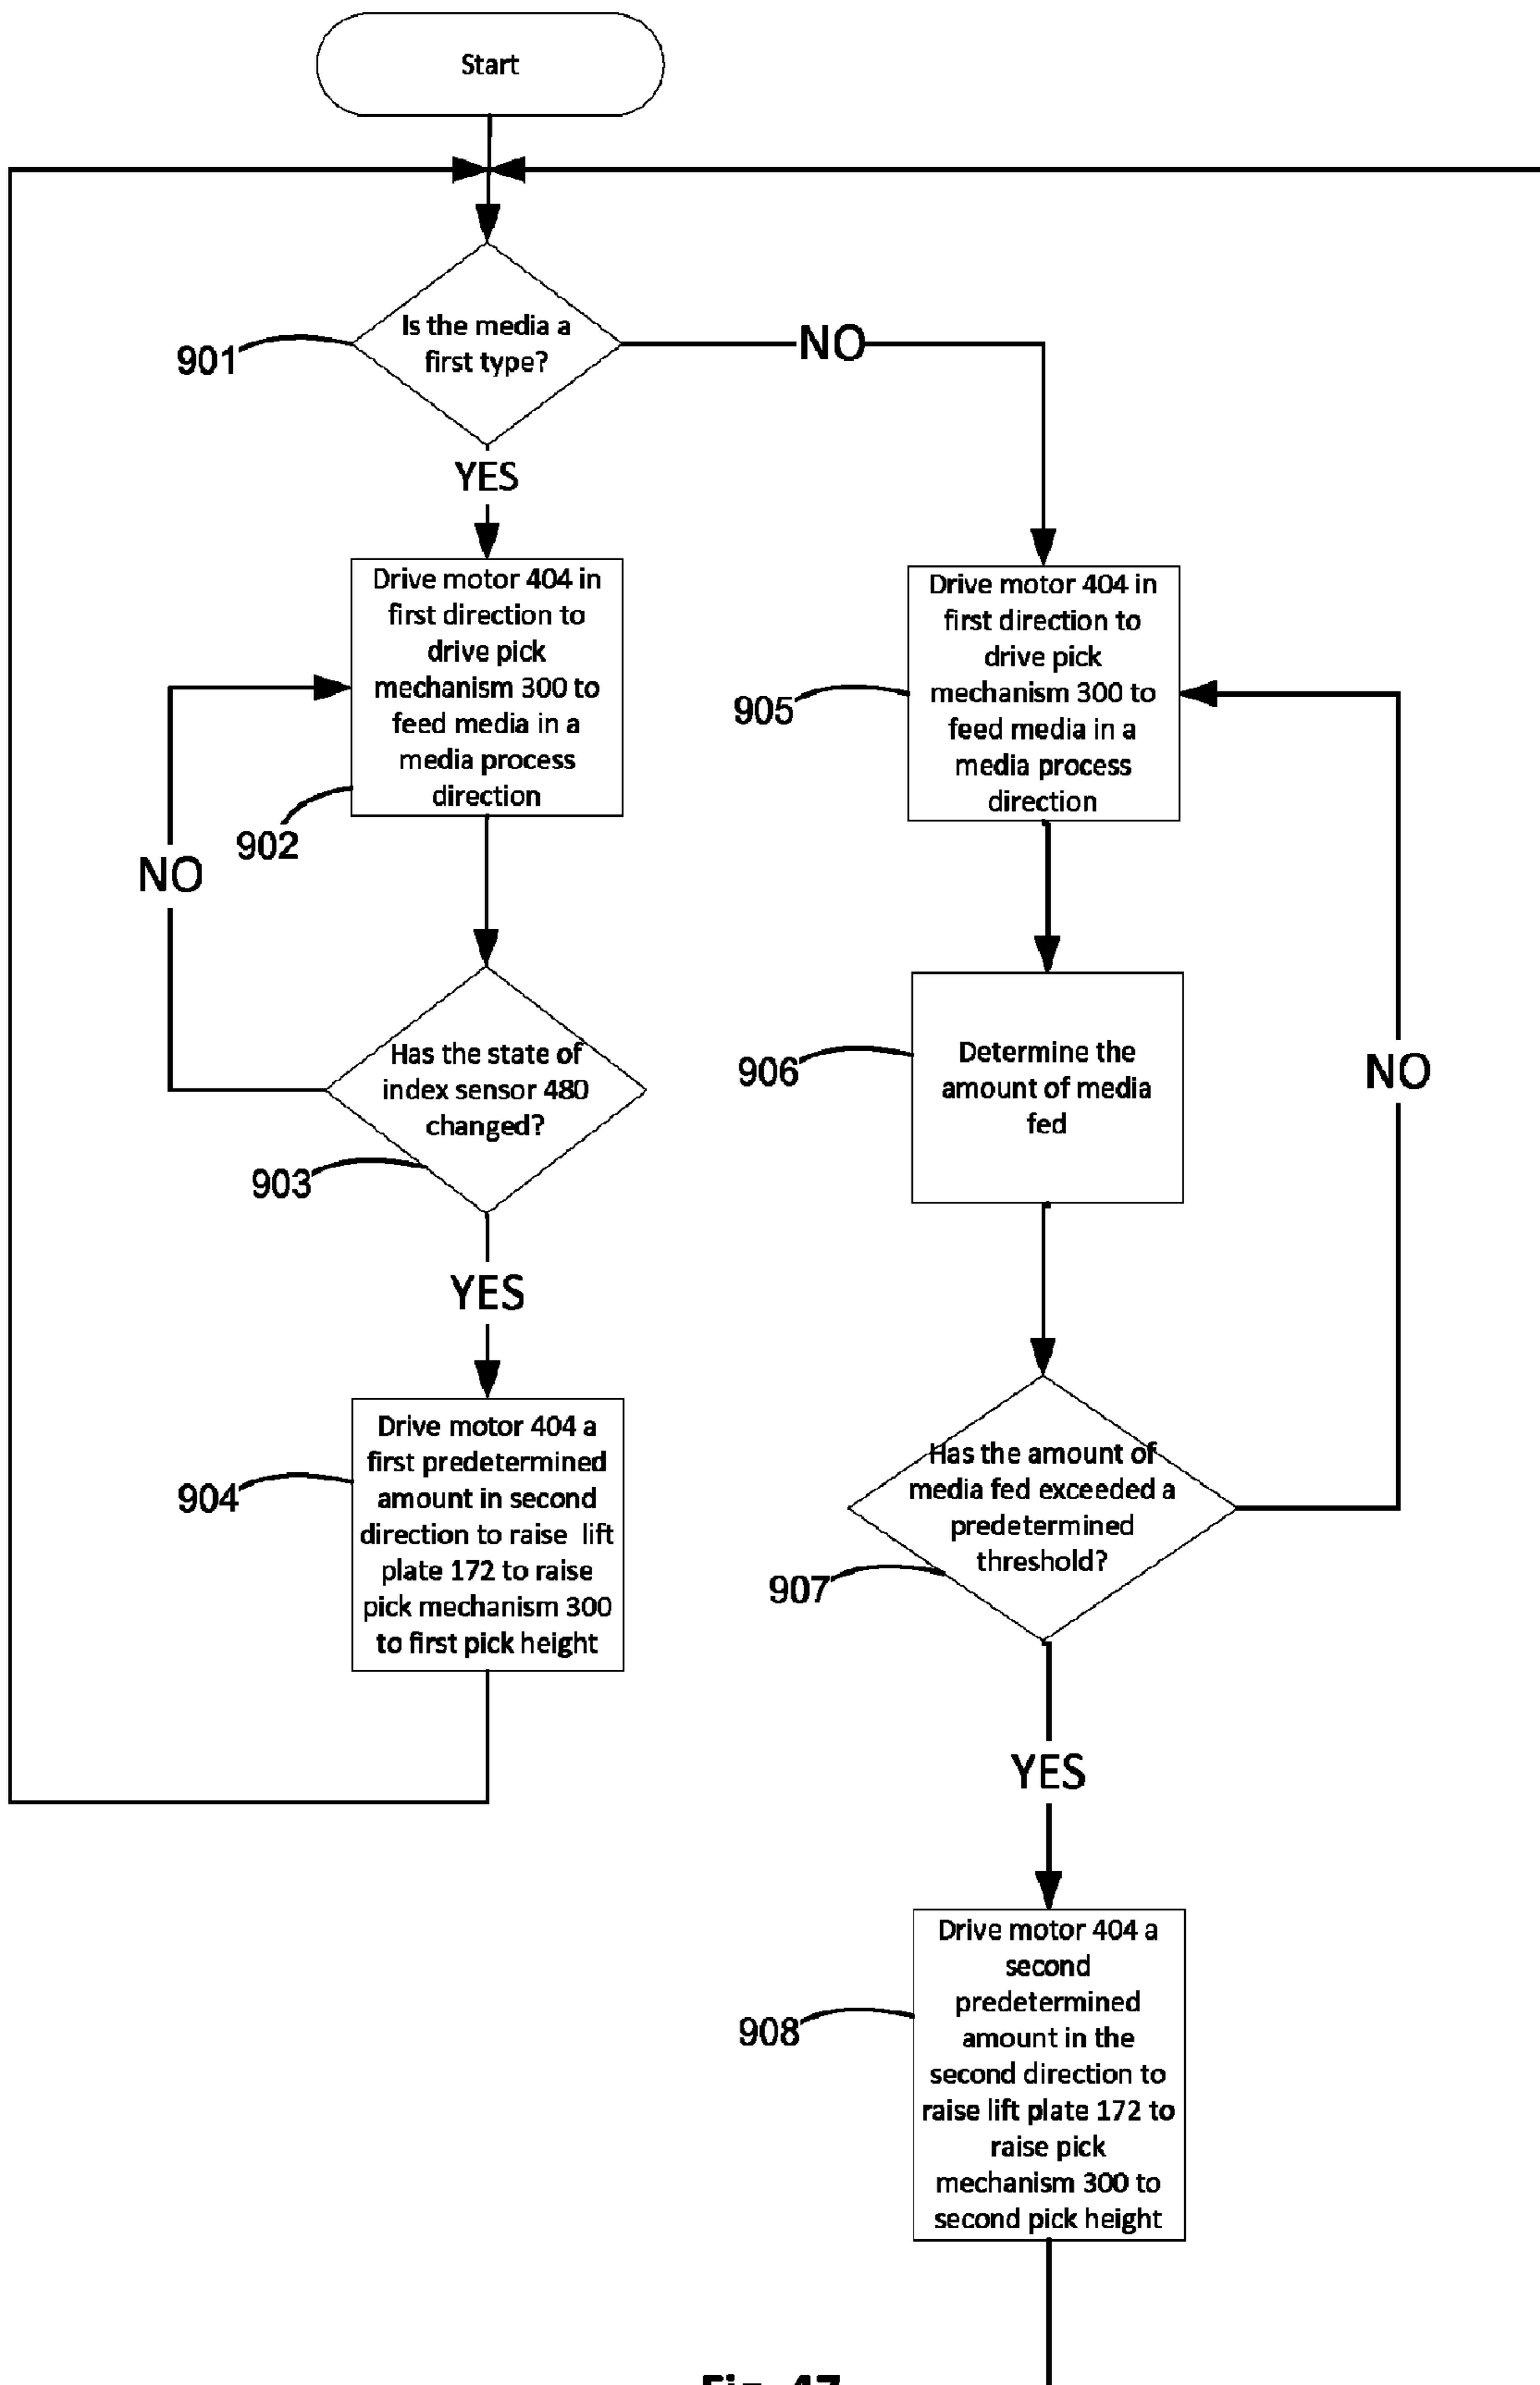 Start
Is the media a
first type?
901
NO
YES
Drive motor 404 in
first direction to
drive pick
mechanism 300 to
feed media in a
media process
direction
902
NO
Has the state of
index sensor 480
changed?
903
YES
Drive motor 404 a
first predetermined
amount in second
direction to raise lift
plate 172 to raise
pick mechanism 300
to first pick height
904
Drive motor 404 in
first direction to
drive pick
mechanism 300 to
feed media in a
media process
direction
905
Determine the
amount of media
fed
906
NO
Has the amount of
media fed exceeded a
predetermined
threshold?
907
YES
Drive motor 404 a
second
predetermined
amount in the
second direction to
raise lift plate 172 to
raise pick
mechanism 300 to
second pick height
908